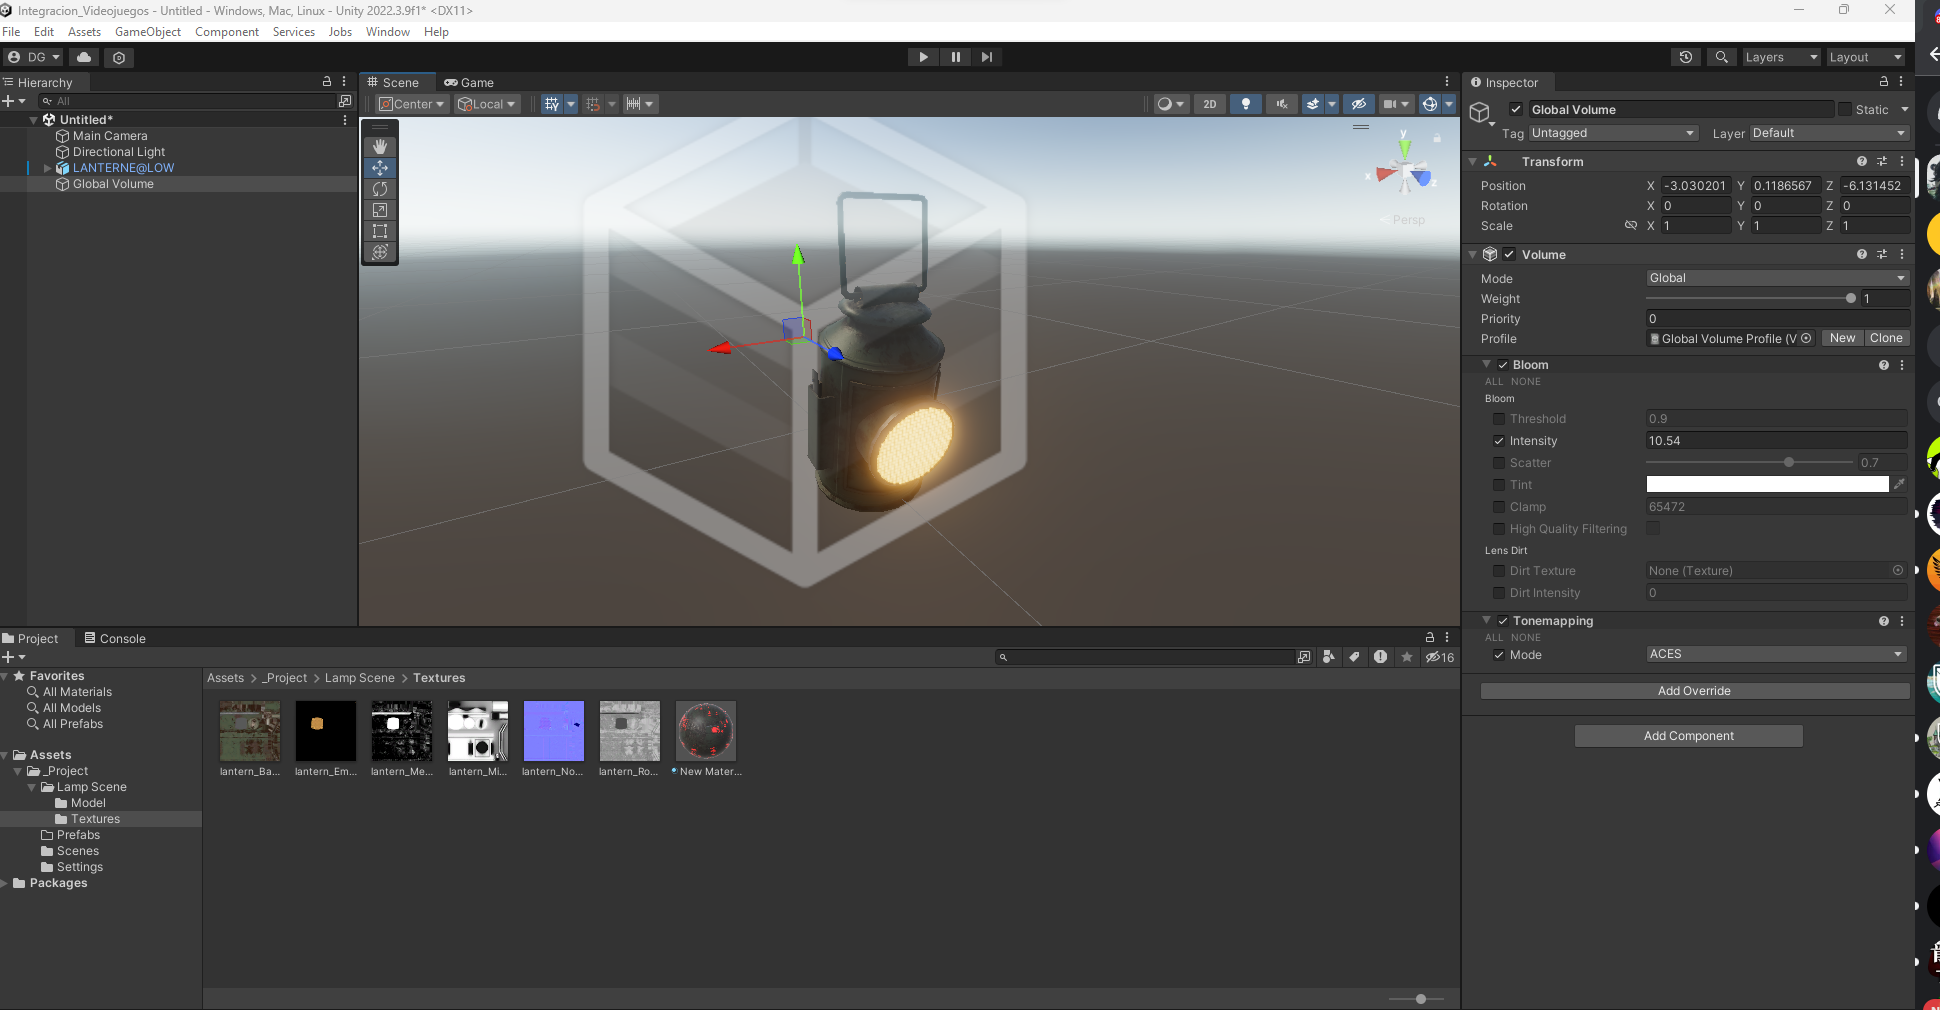 Integracion_Videojuegos - Untitled - Windows, Mac, Linux - Unity 2022.3.9f1* <DX11>
File Edit Assets GameObject Component Services Jobs Window Help
DG Layers Layout
Hierarchy
All
Untitled*
Main Camera
Directional Light
LANTERNE@LOW
Global Volume
Scene Game
Center Local 2D
y
x
z
Persp
Inspector
Global Volume Static
Tag Untagged Layer Default
Transform
Position X -3.030201 Y 0.1186567 Z -6.131452
Rotation X 0 Y 0 Z 0
Scale X 1 Y 1 Z 1
Volume
Mode Global
Weight 1
Priority 0
Profile Global Volume Profile (V New Clone
Bloom
ALL NONE
Bloom
Threshold 0.9
Intensity 10.54
Scatter 0.7
Tint
Clamp 65472
High Quality Filtering
Lens Dirt
Dirt Texture None (Texture)
Dirt Intensity 0
Tonemapping
ALL NONE
Mode ACES
Add Override
Add Component
Project Console
16
Favorites
All Materials
All Models
All Prefabs
Assets
_Project
Lamp Scene
Model
Textures
Prefabs
Scenes
Settings
Packages
Assets > _Project > Lamp Scene > Textures
lantern_Ba... lantern_Em... lantern_Me... lantern_Mi... lantern_No... lantern_Ro... New Mater...